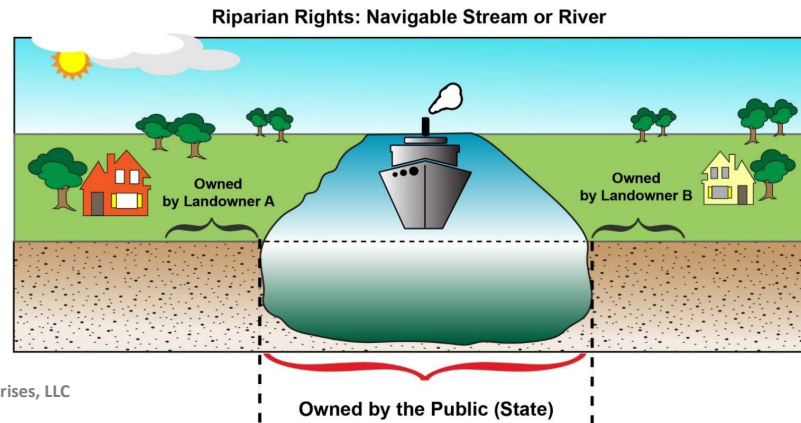 Riparian Rights: Navigable Stream or River
Owned
by Landowner A
Owned
by Landowner B
rises, LLC
Owned by the Public (State)